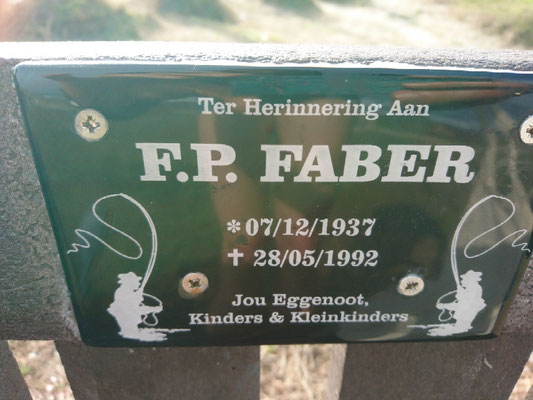 Ter Herinnering Aan
F.P. FABER
*07/12/1937
✝ 28/05/1992
Jou Eggenoot,
Kinders & Kleinkinders